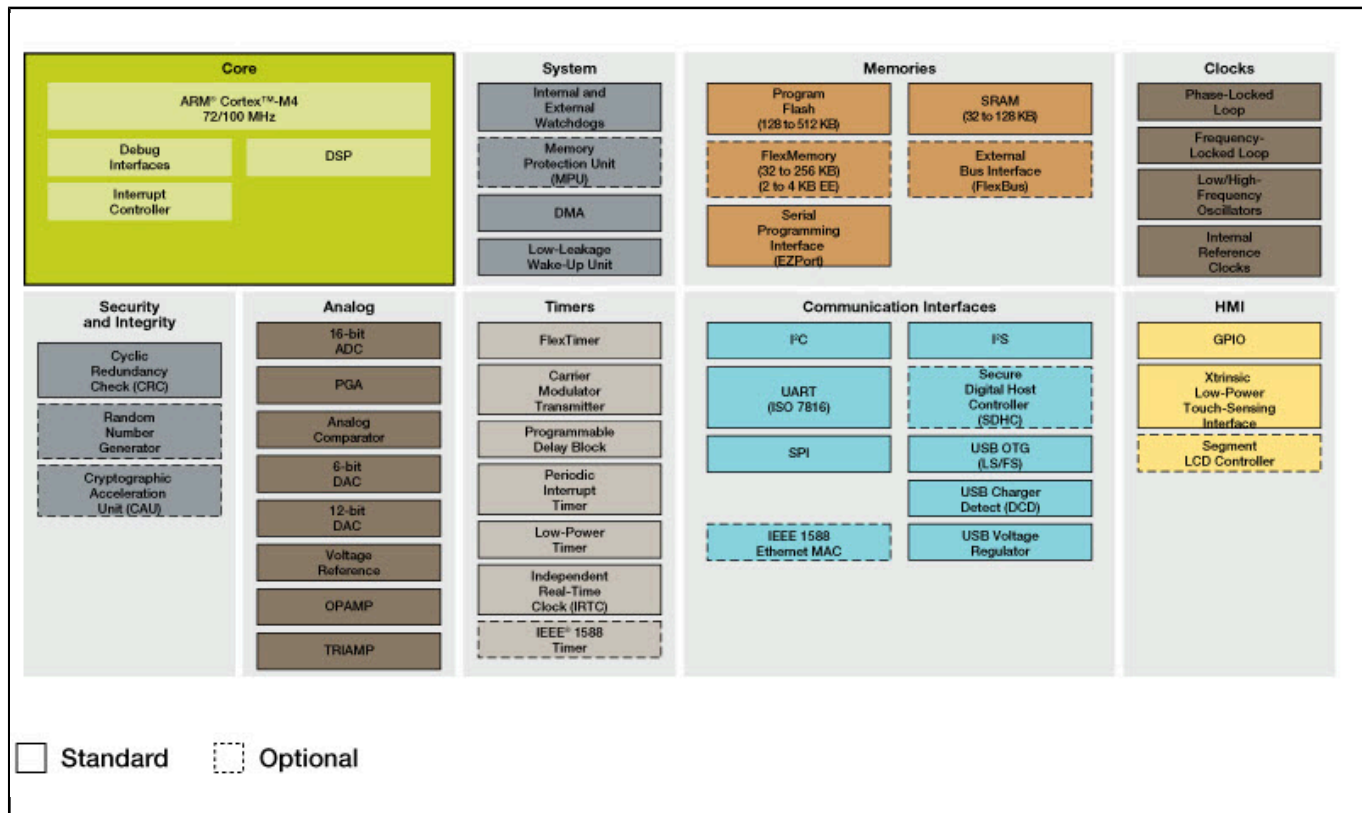 Core
ARM® Cortex™-M4
72/100 MHz
Debug
Interfaces
DSP
Interrupt
Controller
System
Internal and
External
Watchdogs
Memory
Protection Unit
(MPU)
DMA
Low-Leakage
Wake-Up Unit
Memories
Program
Flash
(128 to 512 KB)
SRAM
(32 to 128 KB)
FlexMemory
(32 to 256 KB)
(2 to 4 KB EE)
External
Bus Interface
(FlexBus)
Serial
Programming
Interface
(EZPort)
Clocks
Phase-Locked
Loop
Frequency-
Locked Loop
Low/High-
Frequency
Oscillators
Internal
Reference
Clocks
Security
and Integrity
Cyclic
Redundancy
Check (CRC)
Random
Number
Generator
Cryptographic
Acceleration
Unit (CAU)
Analog
16-bit
ADC
PGA
Analog
Comparator
6-bit
DAC
12-bit
DAC
Voltage
Reference
OPAMP
TRIAMP
Timers
FlexTimer
Carrier
Modulator
Transmitter
Programmable
Delay Block
Periodic
Interrupt
Timer
Low-Power
Timer
Independent
Real-Time
Clock (IRTC)
IEEE® 1588
Timer
Communication Interfaces
I²C
I²S
UART
(ISO 7816)
Secure
Digital Host
Controller
(SDHC)
SPI
USB OTG
(LS/FS)
USB Charger
Detect (DCD)
IEEE 1588
Ethernet MAC
USB Voltage
Regulator
HMI
GPIO
Xtrinsic
Low-Power
Touch-Sensing
Interface
Segment
LCD Controller
Standard
Optional